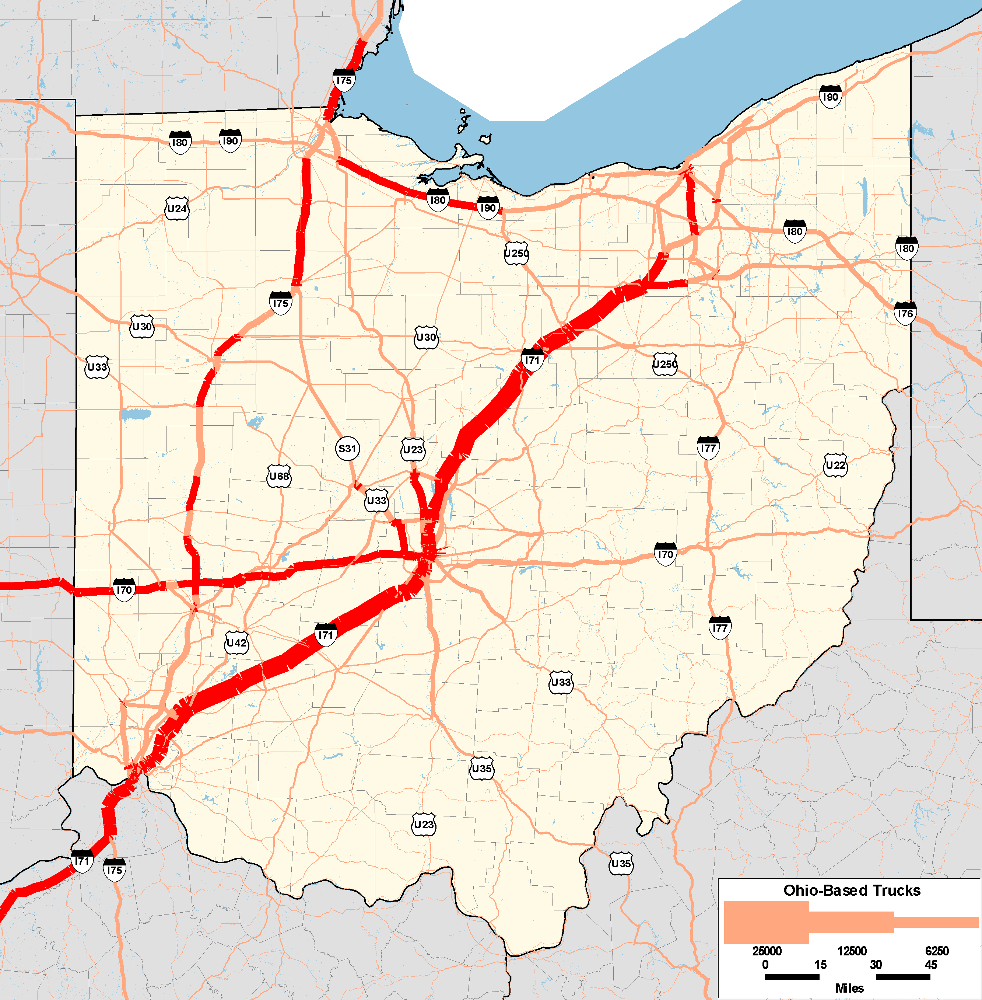 I75
I90
I80
I90
I80
I90
U24
I80
I80
U250
I75
I76
U30
U30
I71
U33
U250
S31
U23
I77
U22
U68
U33
I70
I70
I77
I71
U42
U33
U35
U23
I71
I75
U35
Ohio-Based Trucks
25000 12500 6250
0 15 30 45
Miles